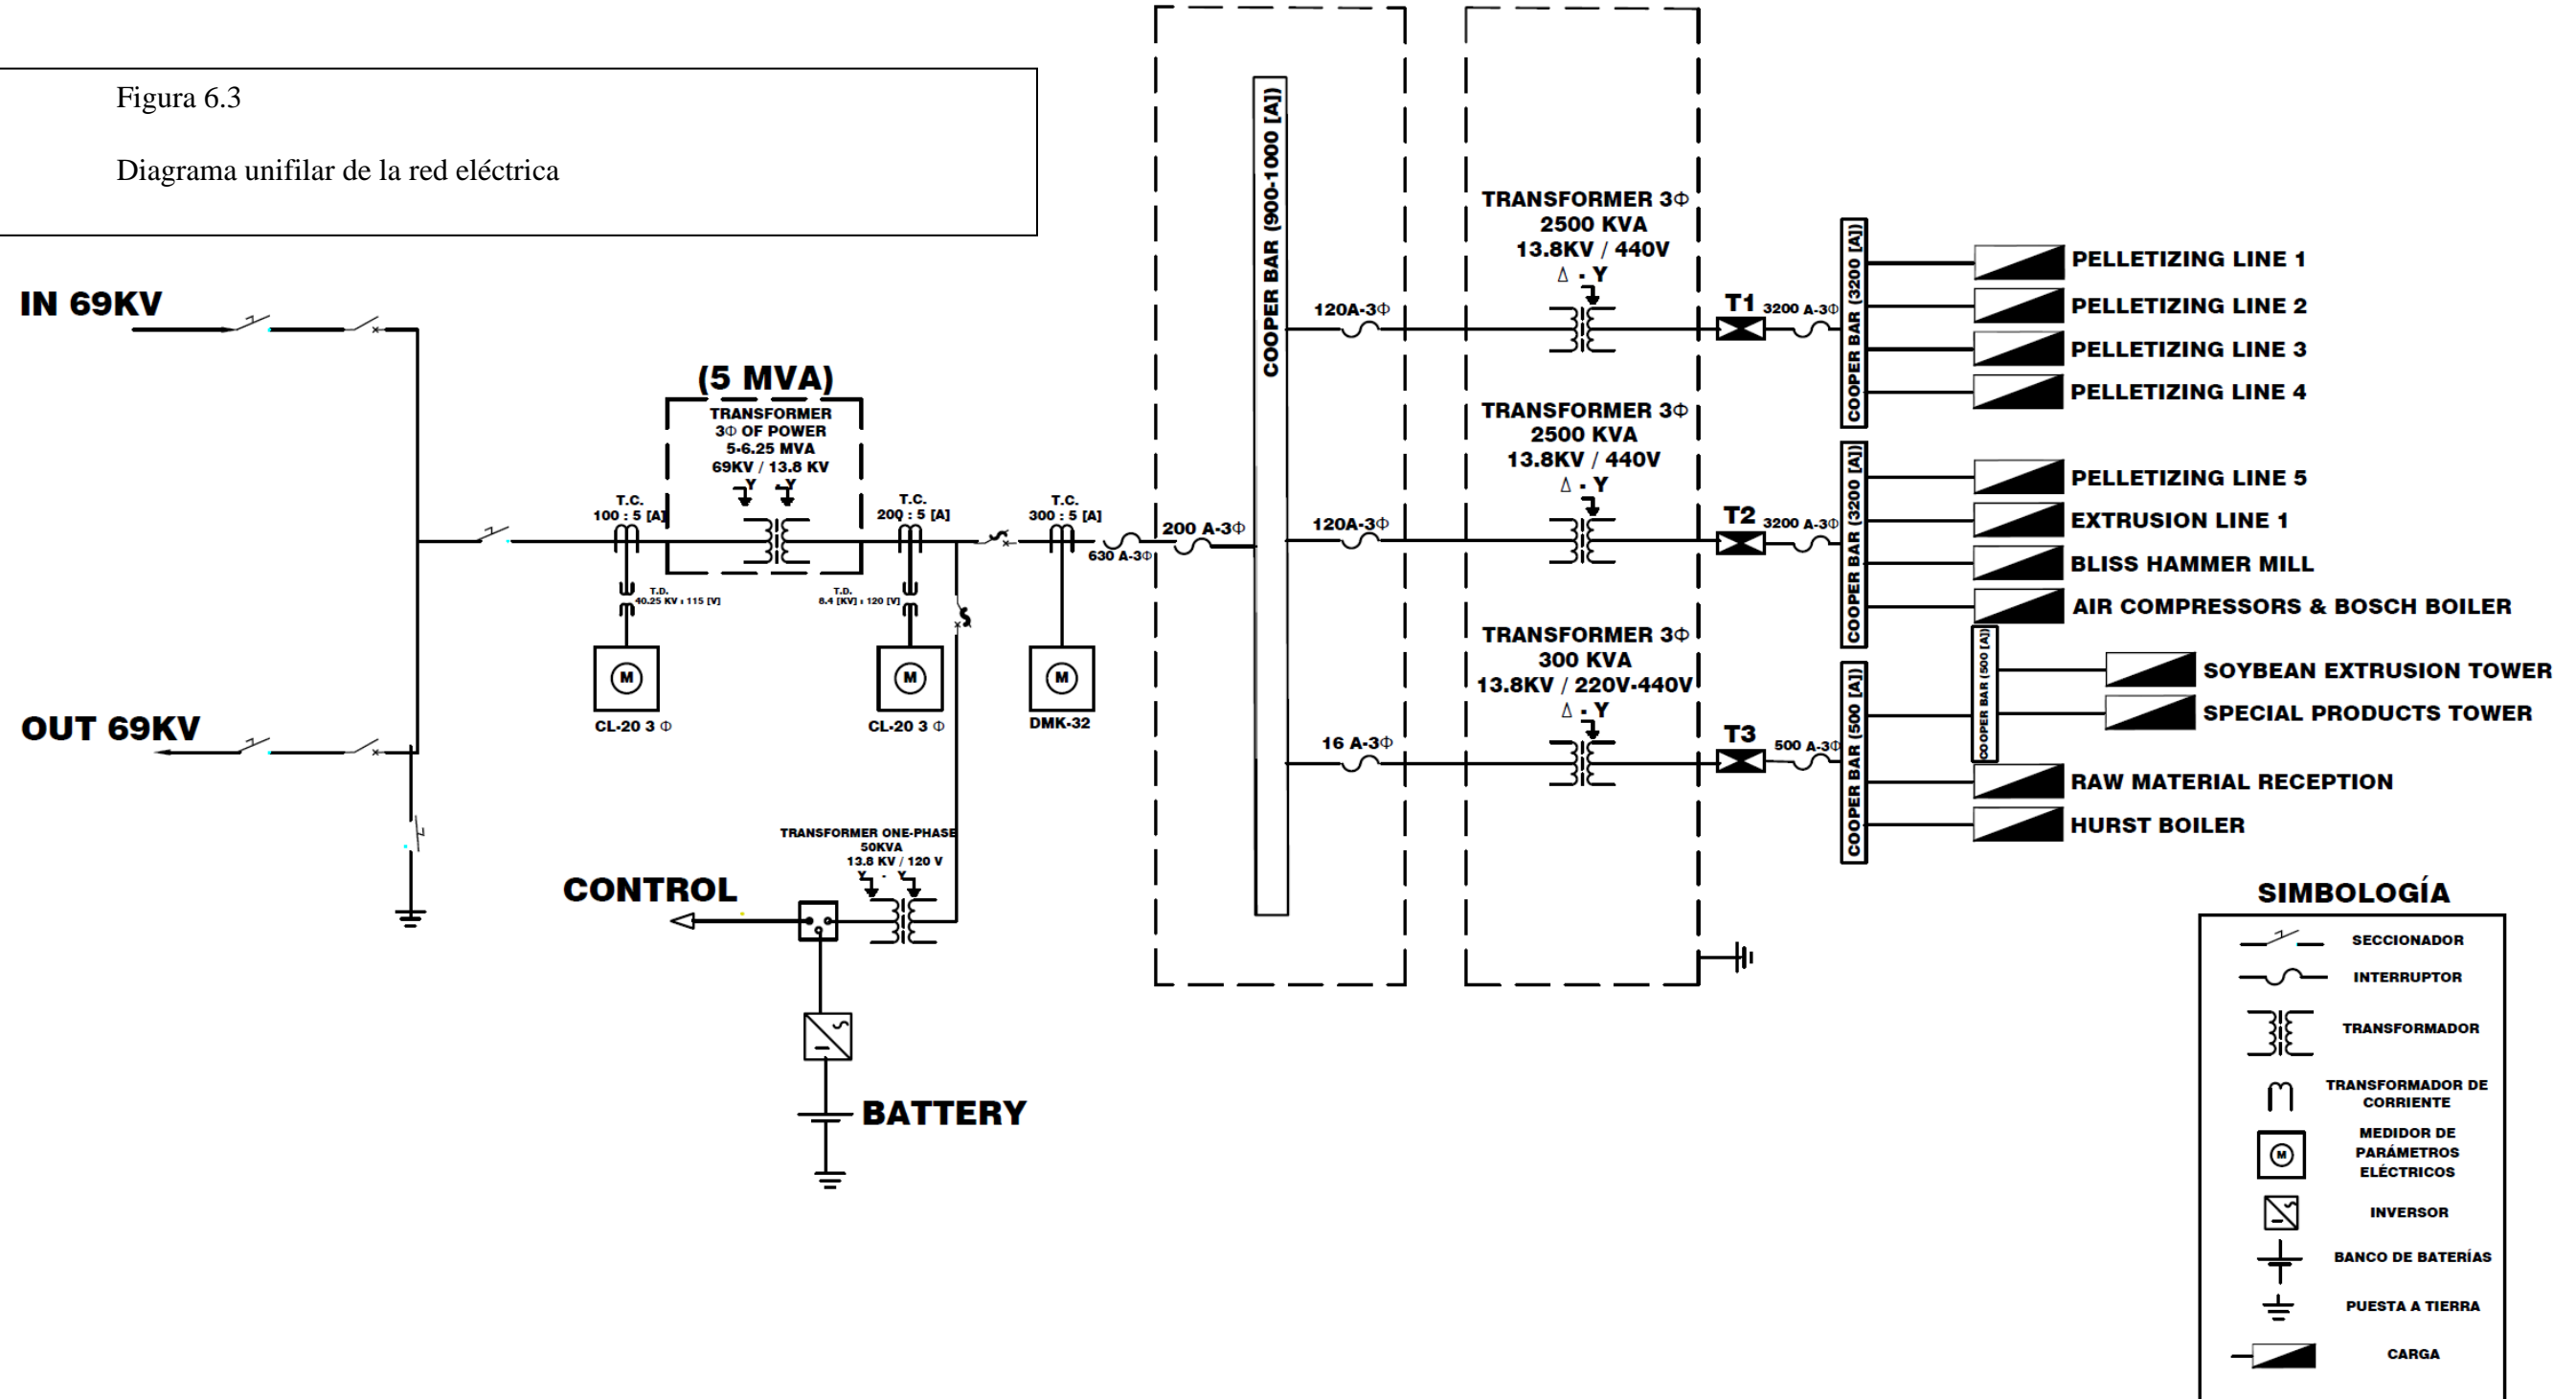 Figura 6.3
Diagrama unifilar de la red eléctrica
IN 69KV
OUT 69KV
(5 MVA)
TRANSFORMER
3Φ OF POWER
5-6.25 MVA
69KV / 13.8 KV
Y - Y
T.C.
100 : 5 [A]
T.D.
40.25 KV : 115 [V]
M
CL-20 3 Φ
T.C.
200 : 5 [A]
T.D.
8.4 [KV] : 120 [V]
M
CL-20 3 Φ
T.C.
300 : 5 [A]
M
DMK-32
630 A-3Φ
200 A-3Φ
TRANSFORMER ONE-PHASE
50KVA
13.8 KV / 120 V
Y - Y
CONTROL
BATTERY
COOPER BAR (900-1000 [A])
120A-3Φ
TRANSFORMER 3Φ
2500 KVA
13.8KV / 440V
Δ - Y
T1
3200 A-3Φ
COOPER BAR (3200 [A])
PELLETIZING LINE 1
PELLETIZING LINE 2
PELLETIZING LINE 3
PELLETIZING LINE 4
120A-3Φ
TRANSFORMER 3Φ
2500 KVA
13.8KV / 440V
Δ - Y
T2
3200 A-3Φ
COOPER BAR (3200 [A])
PELLETIZING LINE 5
EXTRUSION LINE 1
BLISS HAMMER MILL
AIR COMPRESSORS & BOSCH BOILER
16 A-3Φ
TRANSFORMER 3Φ
300 KVA
13.8KV / 220V-440V
Δ - Y
T3
500 A-3Φ
COOPER BAR (500 [A])
COOPER BAR (500 [A])
SOYBEAN EXTRUSION TOWER
SPECIAL PRODUCTS TOWER
RAW MATERIAL RECEPTION
HURST BOILER
SIMBOLOGÍA
SECCIONADOR
INTERRUPTOR
TRANSFORMADOR
TRANSFORMADOR DE
CORRIENTE
M
MEDIDOR DE
PARÁMETROS
ELÉCTRICOS
INVERSOR
BANCO DE BATERÍAS
PUESTA A TIERRA
CARGA